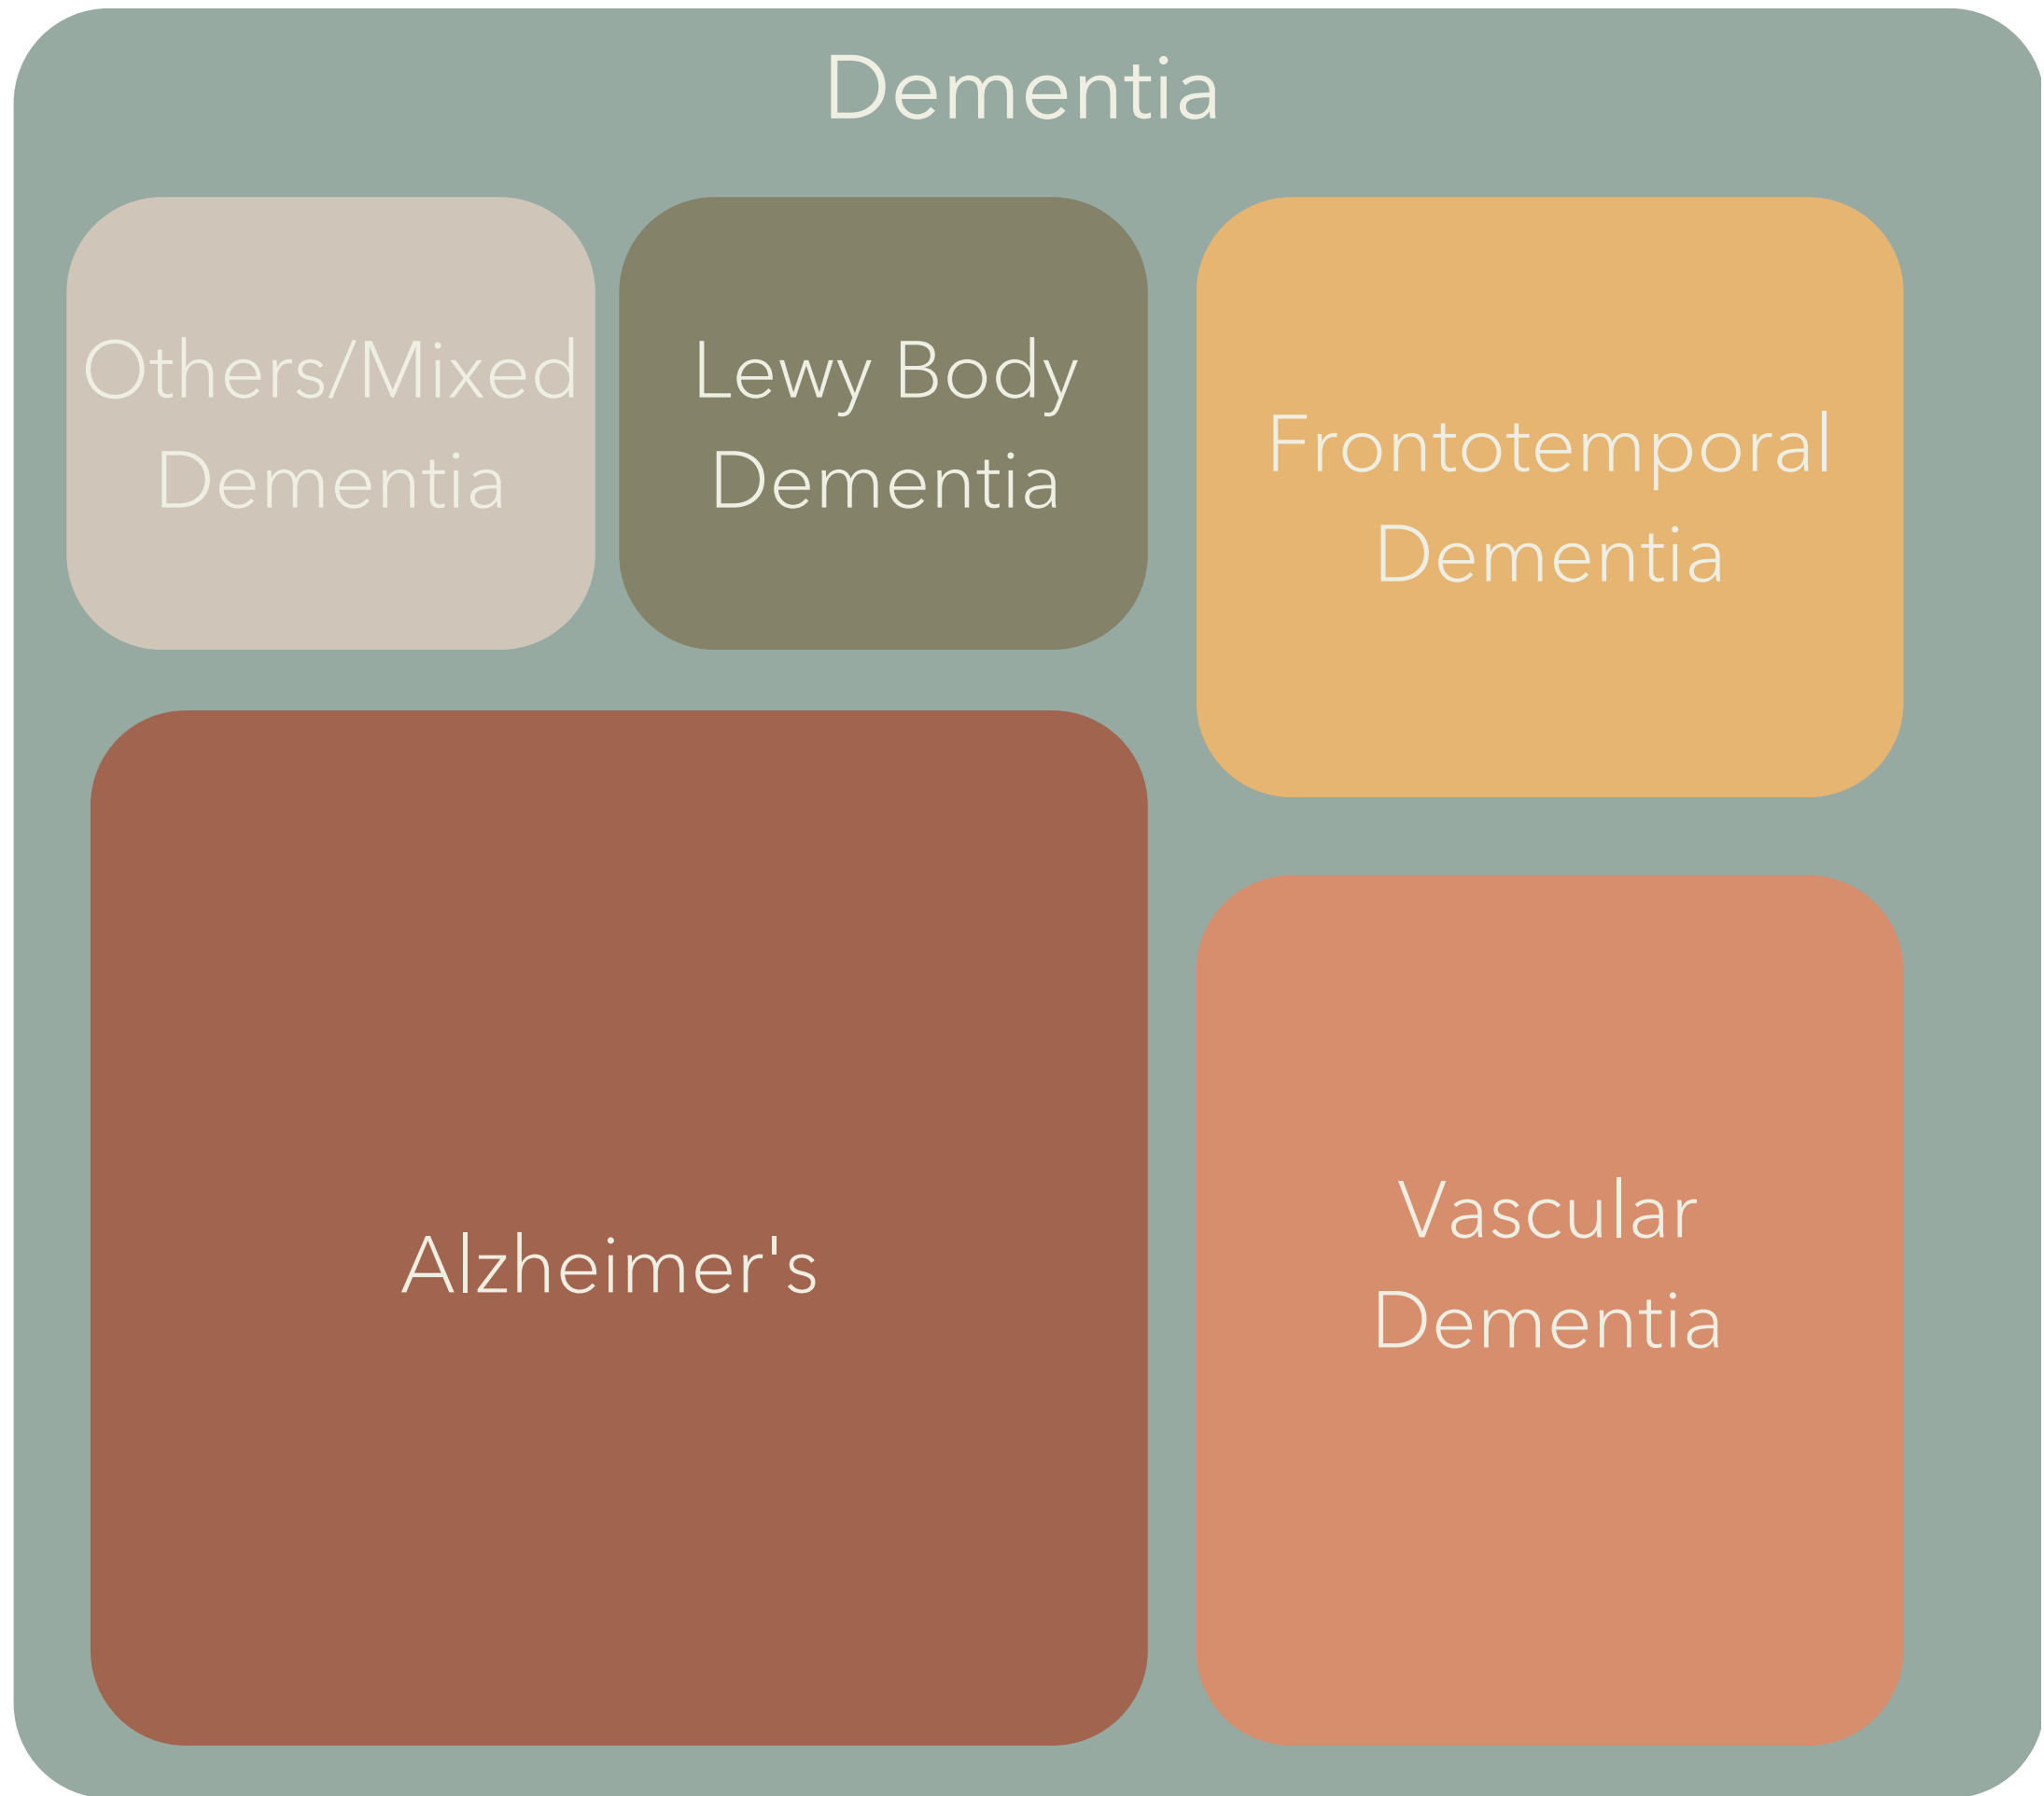 Dementia
Others/Mixed
Dementia
Lewy Body
Dementia
Frontotemporal
Dementia
Alzheimer's
Vascular
Dementia